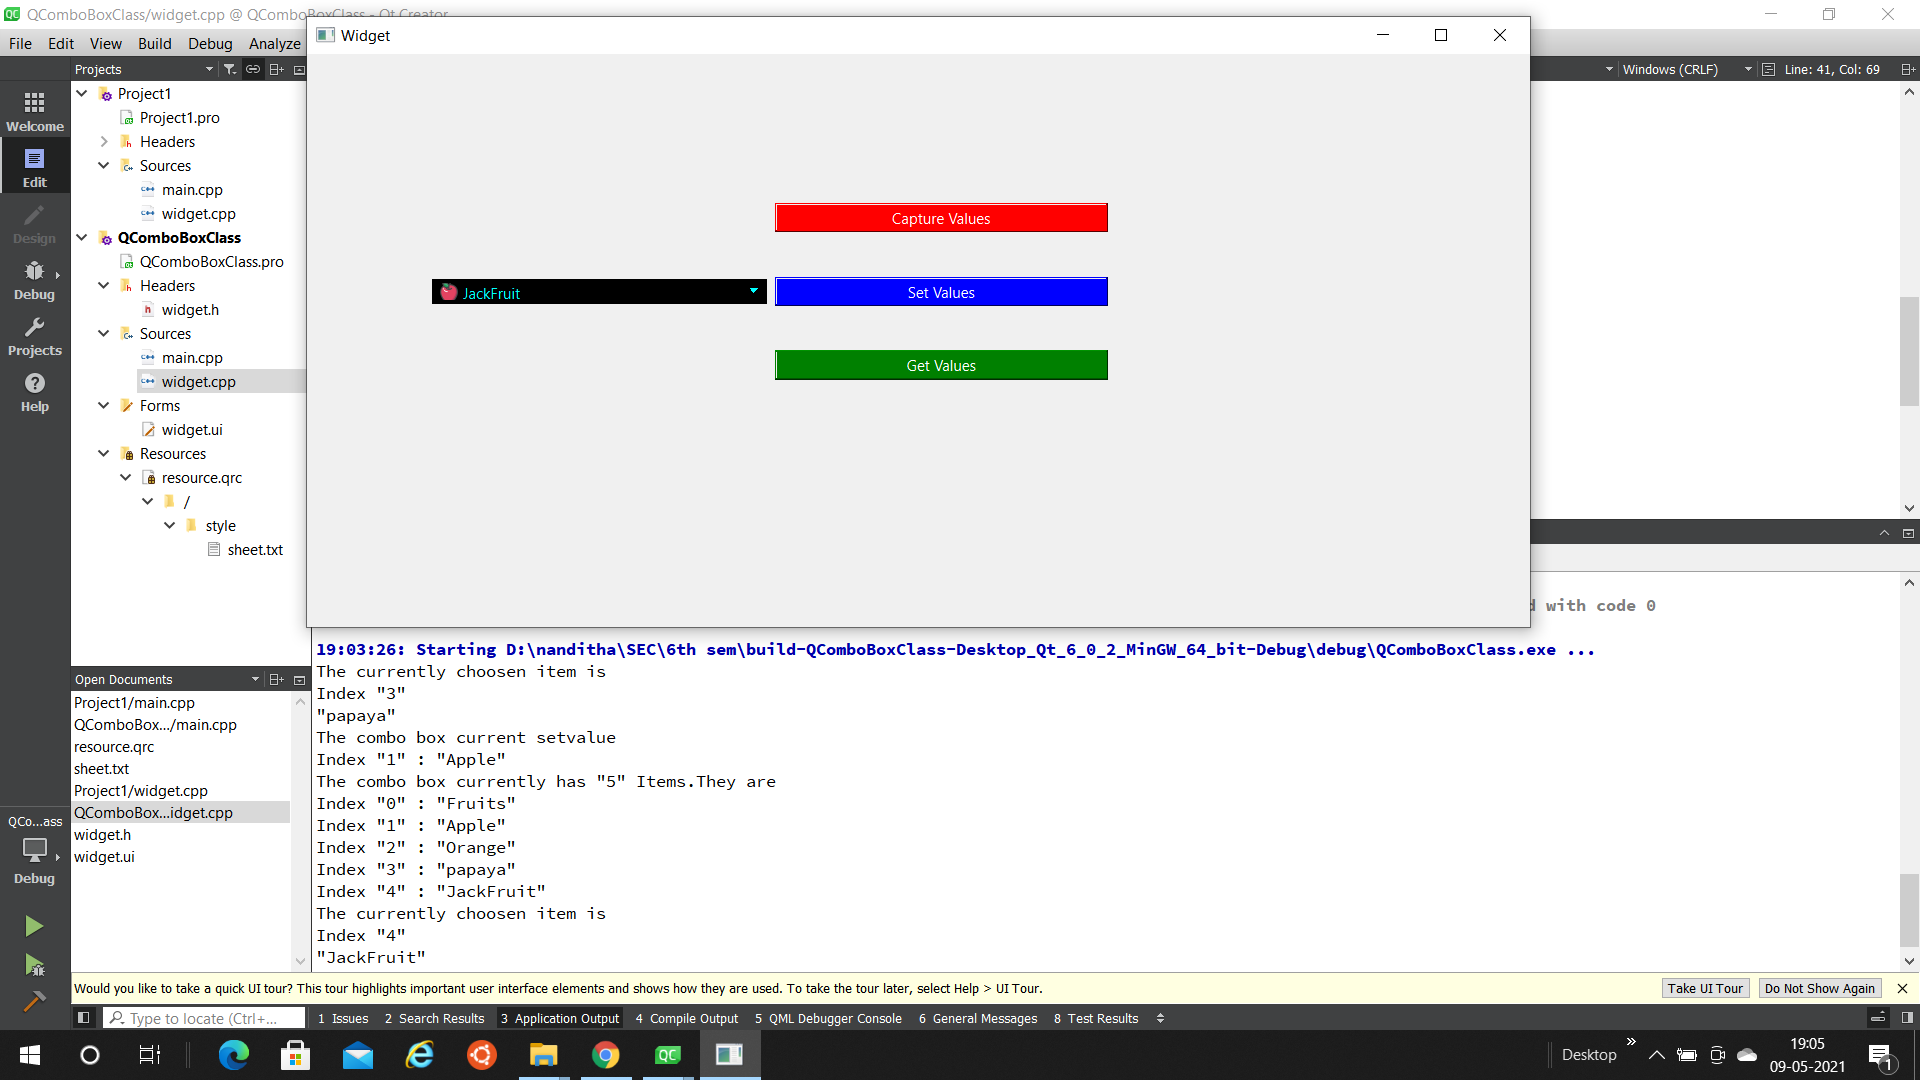 QComboBoxClass/widget.cpp @ QComboBoxClass - Qt Creator
File Edit View Build Debug Analyze
Widget
Projects
Windows (CRLF)
Line: 41, Col: 69
Welcome
Edit
Design
Debug
Projects
Help
Project1
Project1.pro
Headers
Sources
main.cpp
widget.cpp
QComboBoxClass
QComboBoxClass.pro
Headers
widget.h
Sources
main.cpp
widget.cpp
Forms
widget.ui
Resources
resource.qrc
/
style
sheet.txt
Capture Values
JackFruit
Set Values
Get Values
d with code 0
19:03:26: Starting D:\nanditha\SEC\6th sem\build-QComboBoxClass-Desktop_Qt_6_0_2_MinGW_64_bit-Debug\debug\QComboBoxClass.exe ...
The currently choosen item is
Index "3"
"papaya"
The combo box current setvalue
Index "1" : "Apple"
The combo box currently has "5" Items.They are
Index "0" : "Fruits"
Index "1" : "Apple"
Index "2" : "Orange"
Index "3" : "papaya"
Index "4" : "JackFruit"
The currently choosen item is
Index "4"
"JackFruit"
Open Documents
Project1/main.cpp
QComboBox.../main.cpp
resource.qrc
sheet.txt
Project1/widget.cpp
QComboBox...idget.cpp
widget.h
widget.ui
QCo...ass
Debug
Would you like to take a quick UI tour? This tour highlights important user interface elements and shows how they are used. To take the tour later, select Help > UI Tour.
Take UI Tour
Do Not Show Again
Type to locate (Ctrl+...
1 Issues
2 Search Results
3 Application Output
4 Compile Output
5 QML Debugger Console
6 General Messages
8 Test Results
Desktop
19:05
09-05-2021
1